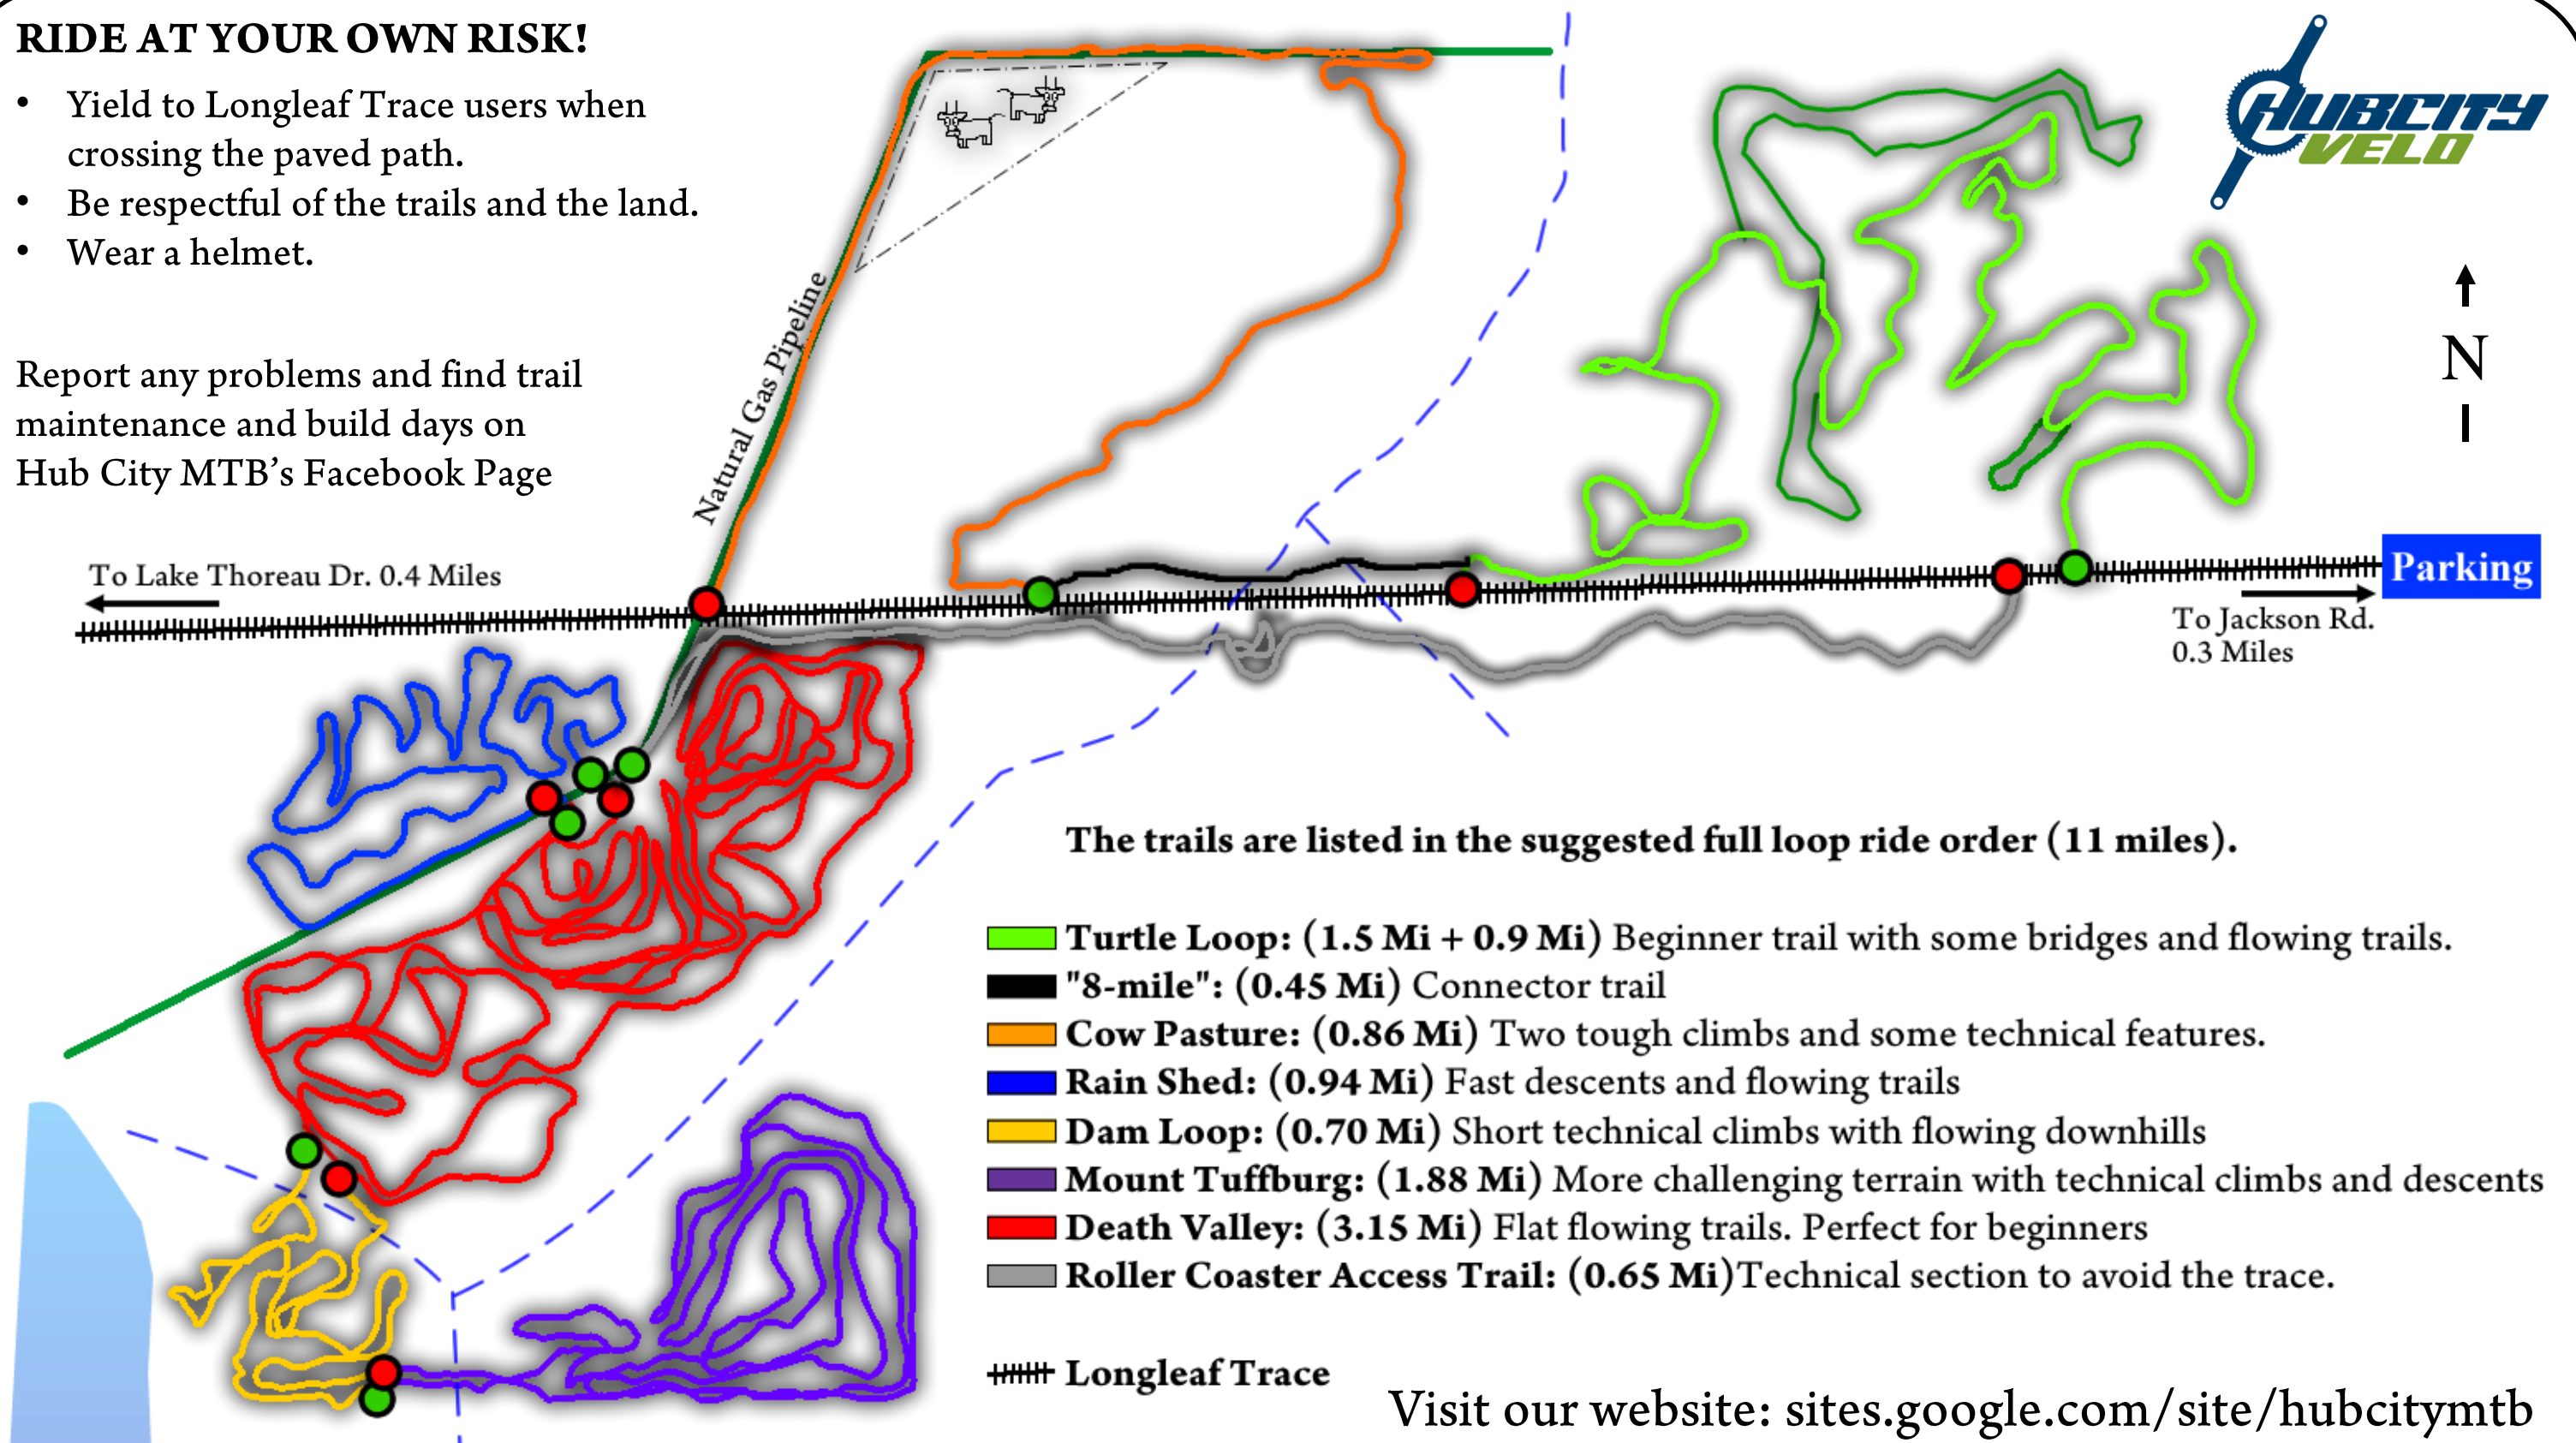 RIDE AT YOUR OWN RISK!
• Yield to Longleaf Trace users when
crossing the paved path.
• Be respectful of the trails and the land.
• Wear a helmet.
Report any problems and find trail
maintenance and build days on
Hub City MTB's Facebook Page
HUBCITY
VELO
N
Natural Gas Pipeline
To Lake Thoreau Dr. 0.4 Miles
Parking
To Jackson Rd.
0.3 Miles
The trails are listed in the suggested full loop ride order (11 miles).
Turtle Loop: (1.5 Mi + 0.9 Mi) Beginner trail with some bridges and flowing trails.
"8-mile": (0.45 Mi) Connector trail
Cow Pasture: (0.86 Mi) Two tough climbs and some technical features.
Rain Shed: (0.94 Mi) Fast descents and flowing trails
Dam Loop: (0.70 Mi) Short technical climbs with flowing downhills
Mount Tuffburg: (1.88 Mi) More challenging terrain with technical climbs and descents
Death Valley: (3.15 Mi) Flat flowing trails. Perfect for beginners
Roller Coaster Access Trail: (0.65 Mi)Technical section to avoid the trace.
Longleaf Trace
Visit our website: sites.google.com/site/hubcitymtb